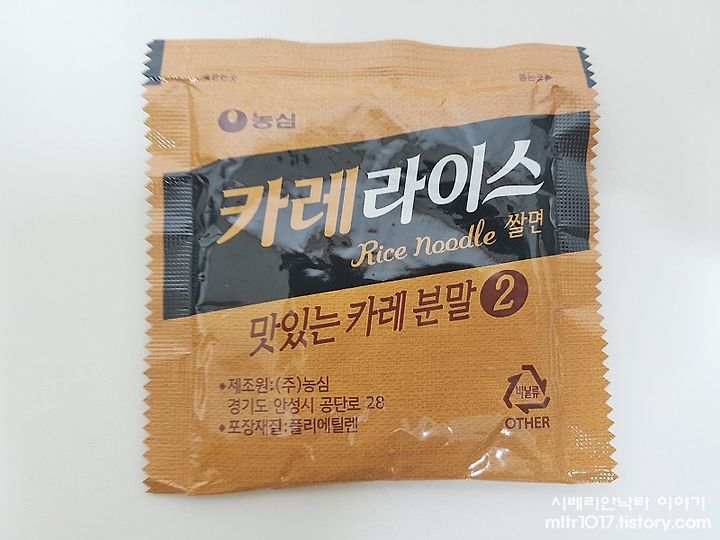 농심
카레라이스
Rice Noodle 쌀면
맛있는 카레 분말 2
•제조원:(주)농심
경기도 안성시 공단로 28
•포장재질:폴리에틸렌
비닐류
OTHER
시베리안낙타 이야기
mltr1017.tistory.com